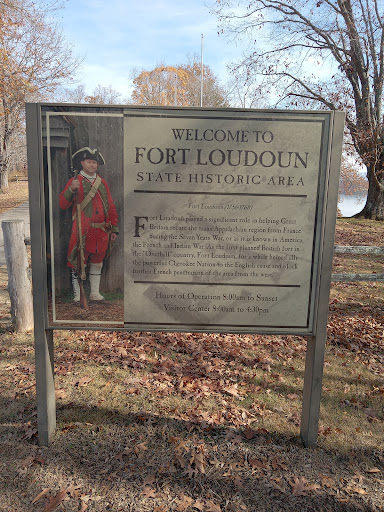 WELCOME TO
FORT LOUDOUN
STATE HISTORIC AREA
Fort Loudoun (1756-1760)
Fort Loudoun played a significant role in helping Great
Britain secure the trans-Appalachian region from France
during the Seven Years War, or as it is known in America,
the French and Indian War. As the first planned British fort in
the "Overhill" country, Fort Loudoun, for a while helped ally
the powerful Cherokee Nation to the English cause and block
further French penetration of the area from the west.
Hours of Operation 8:00am to Sunset
Visitor Center 8:00am to 4:30pm